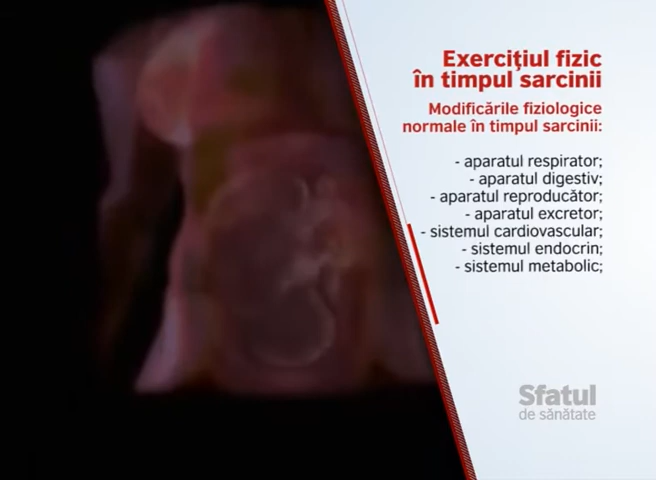 Exercițiul fizic
în timpul sarcinii
Modificările fiziologice
normale în timpul sarcinii:
- aparatul respirator;
- aparatul digestiv;
- aparatul reproducător;
- aparatul excretor;
- sistemul cardiovascular;
- sistemul endocrin;
- sistemul metabolic;
Sfatul
de sănătate